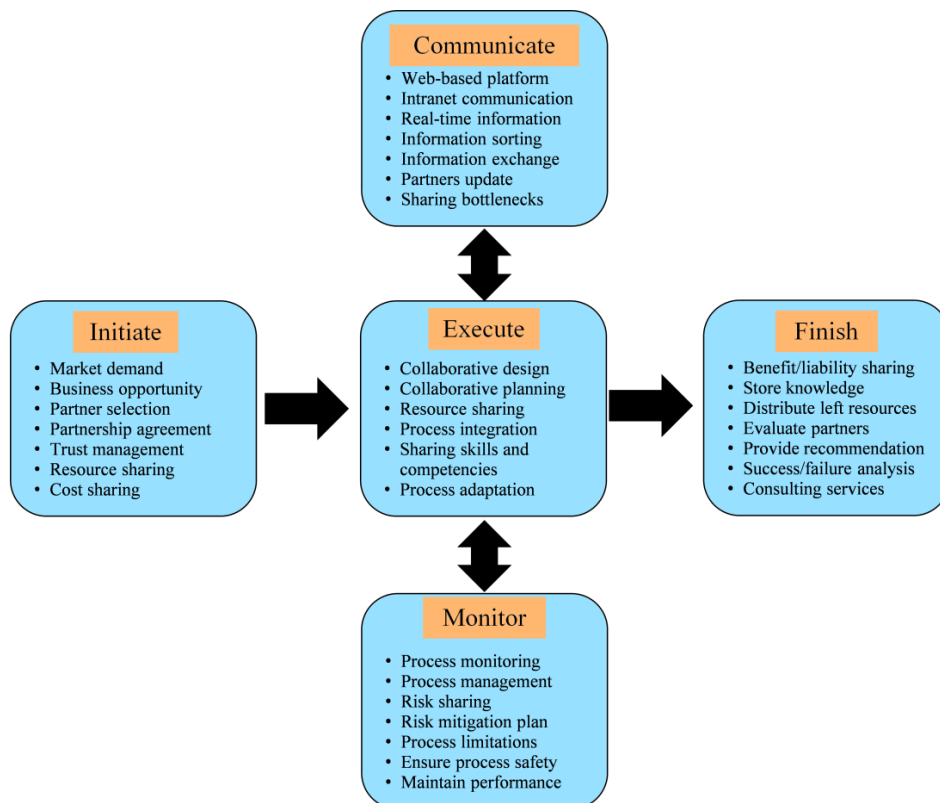 Communicate
• Web-based platform
• Intranet communication
• Real-time information
• Information sorting
• Information exchange
• Partners update
• Sharing bottlenecks
Initiate
• Market demand
• Business opportunity
• Partner selection
• Partnership agreement
• Trust management
• Resource sharing
• Cost sharing
Execute
• Collaborative design
• Collaborative planning
• Resource sharing
• Process integration
• Sharing skills and
competencies
• Process adaptation
Finish
• Benefit/liability sharing
• Store knowledge
• Distribute left resources
• Evaluate partners
• Provide recommendation
• Success/failure analysis
• Consulting services
Monitor
• Process monitoring
• Process management
• Risk sharing
• Risk mitigation plan
• Process limitations
• Ensure process safety
• Maintain performance